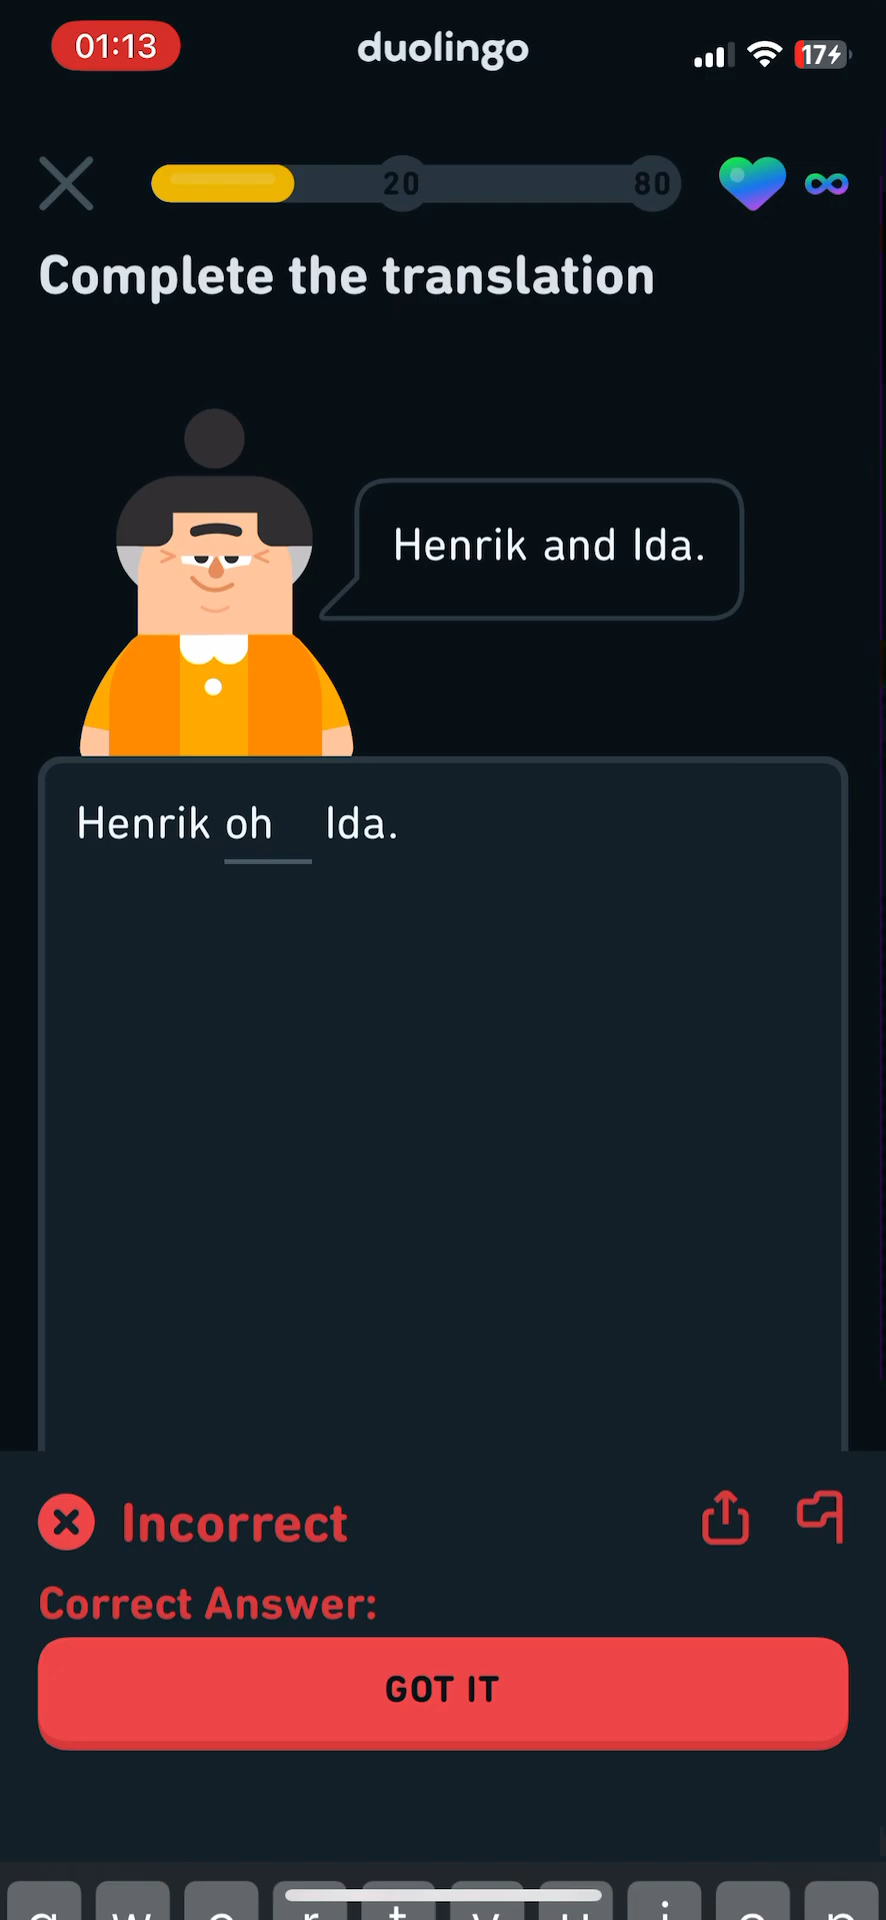 01:13
duolingo
17
20
80
Complete the translation
Henrik and Ida.
Henrik oh Ida.
Incorrect
Correct Answer:
GOT IT